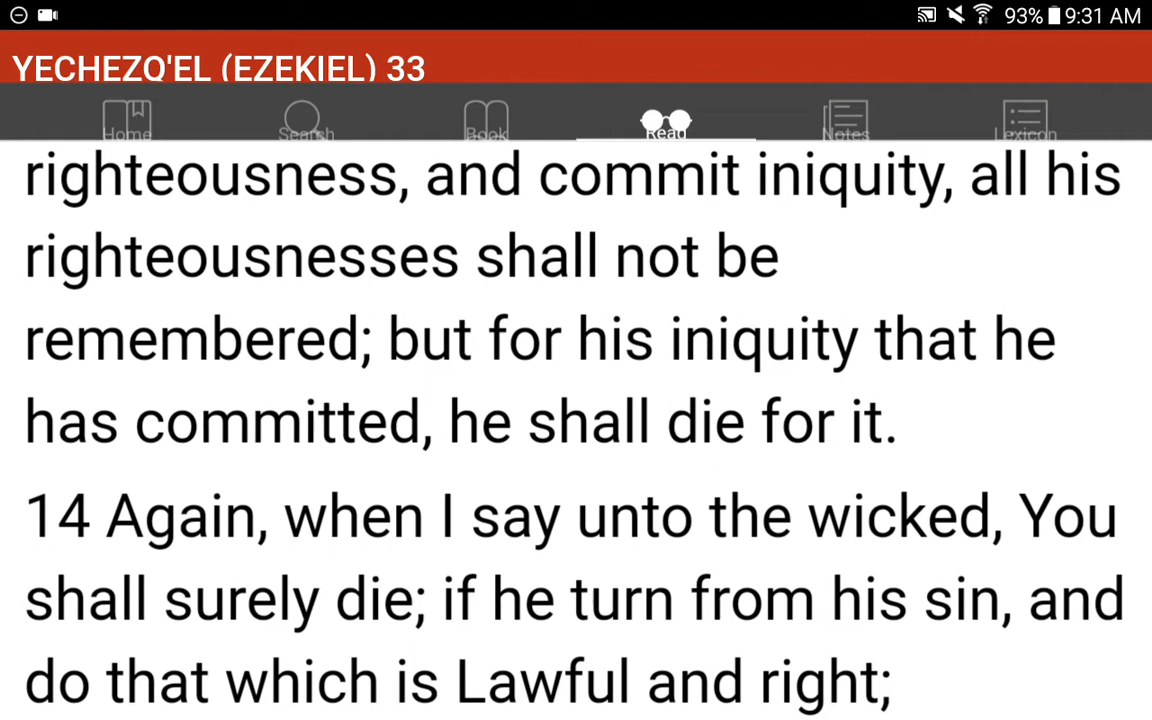 93% 9:31 AM
YECHEZQ'EL (EZEKIEL) 33
Home Search Book Read Notes Lexicon
righteousness, and commit iniquity, all his
righteousnesses shall not be
remembered; but for his iniquity that he
has committed, he shall die for it.
14 Again, when I say unto the wicked, You
shall surely die; if he turn from his sin, and
do that which is Lawful and right;